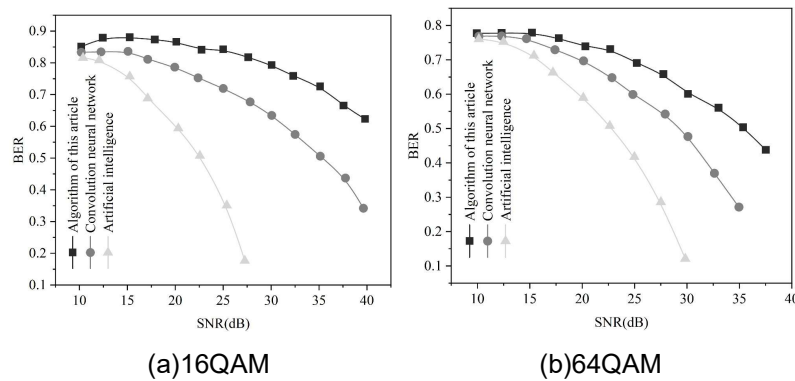 0.9
0.8
0.7
0.6
0.5
0.4
0.3
0.2
0.1
BER
Algorithm of this article
Convolution neural network
Artificial intelligence
10 15 20 25 30 35 40
SNR(dB)
(a)16QAM
0.8
0.7
0.6
0.5
0.4
0.3
0.2
0.1
BER
Algorithm of this article
Convolution neural network
Artificial intelligence
10 15 20 25 30 35 40
SNR(dB)
(b)64QAM